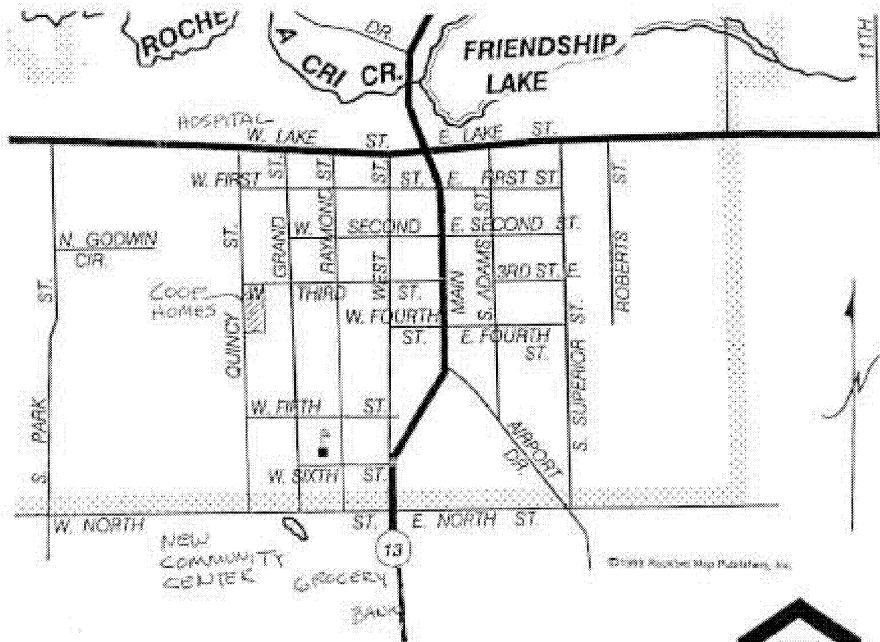 ROCHE
DR.
A CRI CR.
FRIENDSHIP
LAKE
11TH
HOSPITAL
W. LAKE ST.
E. LAKE ST.
W. FIRST ST.
E. FIRST ST.
W. SECOND
E. SECOND ST.
N. GODWIN
CIR.
QUINCY ST.
GRAND ST.
RAYMOND ST.
WEST ST.
MAIN
S. ADAMS ST.
3RD ST. E.
ROBERTS ST.
COOP
HOMES
W. THIRD ST.
W. FOURTH
ST.
E. FOURTH
ST.
S. SUPERIOR ST.
S. PARK ST.
W. FIFTH ST.
AIRPORT
DR.
P
W. SIXTH ST.
W. NORTH ST.
E. NORTH ST.
NEW
COMMUNITY
CENTER
13
GROCERY
BANK
N